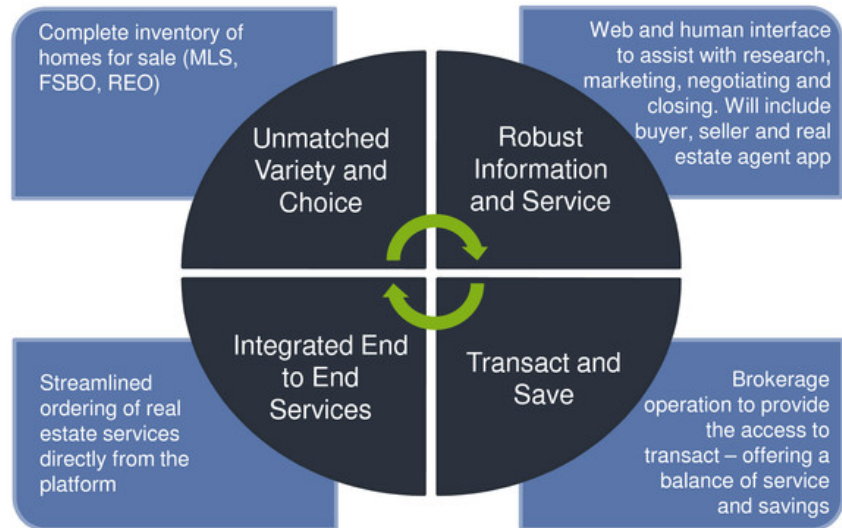 Complete inventory of
homes for sale (MLS,
FSBO, REO)
Web and human interface
to assist with research,
marketing, negotiating and
closing. Will include
buyer, seller and real
estate agent app
Unmatched
Variety and
Choice
Robust
Information
and Service
Integrated End
to End
Services
Transact and
Save
Streamlined
ordering of real
estate services
directly from the
platform
Brokerage
operation to provide
the access to
transact – offering a
balance of service
and savings